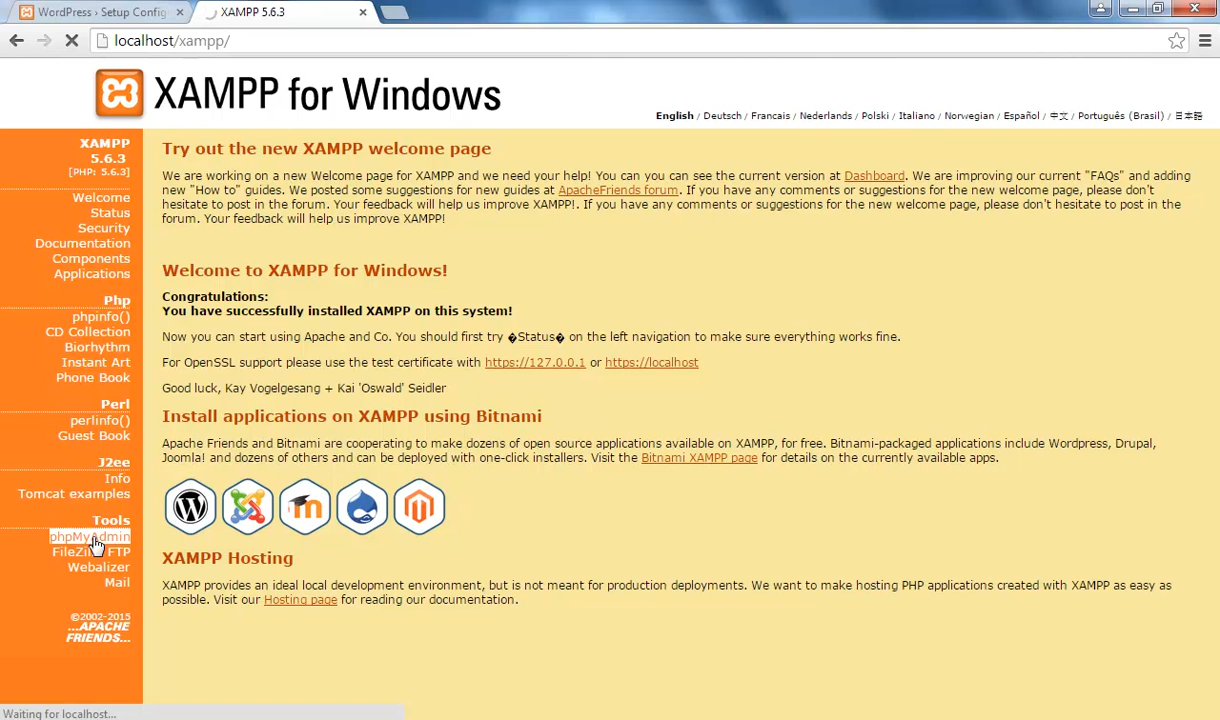 WordPress › Setup Config
XAMPP 5.6.3
localhost/xampp/
XAMPP for Windows
English / Deutsch / Francais / Nederlands / Polski / Italiano / Norwegian / Español / 中文 / Português (Brasil) / 日本語
XAMPP
5.6.3
[PHP: 5.6.3]
Welcome
Status
Security
Documentation
Components
Applications
Php
phpinfo()
CD Collection
Biorhythm
Instant Art
Phone Book
Perl
perlinfo()
Guest Book
J2ee
Info
Tomcat examples
Tools
phpMyAdmin
FTP
Webalizer
Mail
©2002-2015
...APACHE
FRIENDS...
Try out the new XAMPP welcome page
We are working on a new Welcome page for XAMPP and we need your help! You can you can see the current version at Dashboard. We are improving our current "FAQs" and adding
new "How to" guides. We posted some suggestions for new guides at ApacheFriends forum. If you have any comments or suggestions for the new welcome page, please don't
hesitate to post in the forum. Your feedback will help us improve XAMPP!. If you have any comments or suggestions for the new welcome page, please don't hesitate to post in the
forum. Your feedback will help us improve XAMPP!
Welcome to XAMPP for Windows!
Congratulations:
You have successfully installed XAMPP on this system!
Now you can start using Apache and Co. You should first try �Status� on the left navigation to make sure everything works fine.
For OpenSSL support please use the test certificate with https://127.0.0.1 or https://localhost
Good luck, Kay Vogelgesang + Kai 'Oswald' Seidler
Install applications on XAMPP using Bitnami
Apache Friends and Bitnami are cooperating to make dozens of open source applications available on XAMPP, for free. Bitnami-packaged applications include Wordpress, Drupal,
Joomla! and dozens of others and can be deployed with one-click installers. Visit the Bitnami XAMPP page for details on the currently available apps.
XAMPP Hosting
XAMPP provides an ideal local development environment, but is not meant for production deployments. We want to make hosting PHP applications created with XAMPP as easy as
possible. Visit our Hosting page for reading our documentation.
Waiting for localhost...